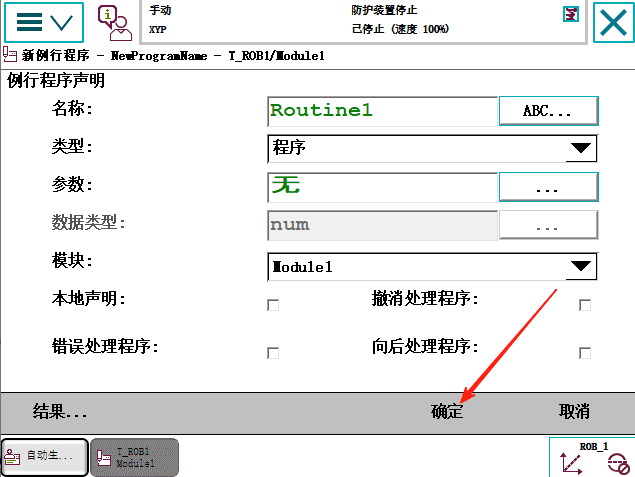 手动
防护装置停止
XYP
已停止 (速度 100%)
新例行程序 - NewProgramName - T_ROB1/Module1
例行程序声明
名称: Routine1 ABC...
类型: 程序
参数: 无 ...
数据类型: num ...
模块: Module1
本地声明: 撤消处理程序:
错误处理程序: 向后处理程序:
结果... 确定 取消
自动生...
T_ROB1
Module1
ROB_1